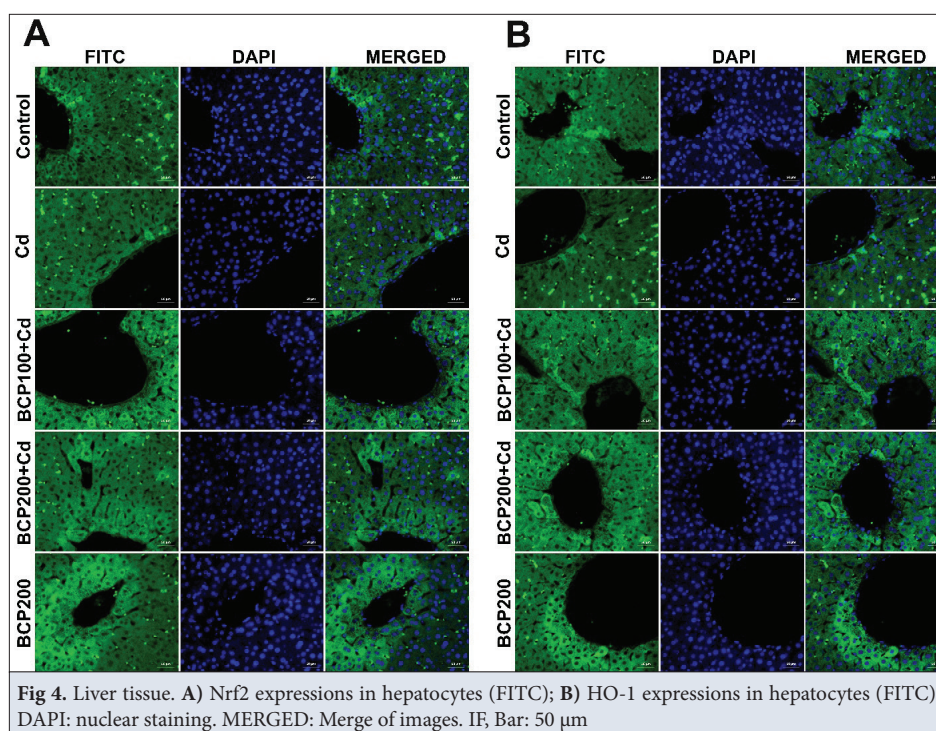 A
B
FITC DAPI MERGED
FITC DAPI MERGED
Control
Control
Cd
Cd
BCP100+Cd
BCP100+Cd
BCP200+Cd
BCP200+Cd
BCP200
BCP200
Fig 4. Liver tissue. A) Nrf2 expressions in hepatocytes (FITC); B) HO-1 expressions in hepatocytes (FITC)
DAPI: nuclear staining. MERGED: Merge of images. IF, Bar: 50 µm